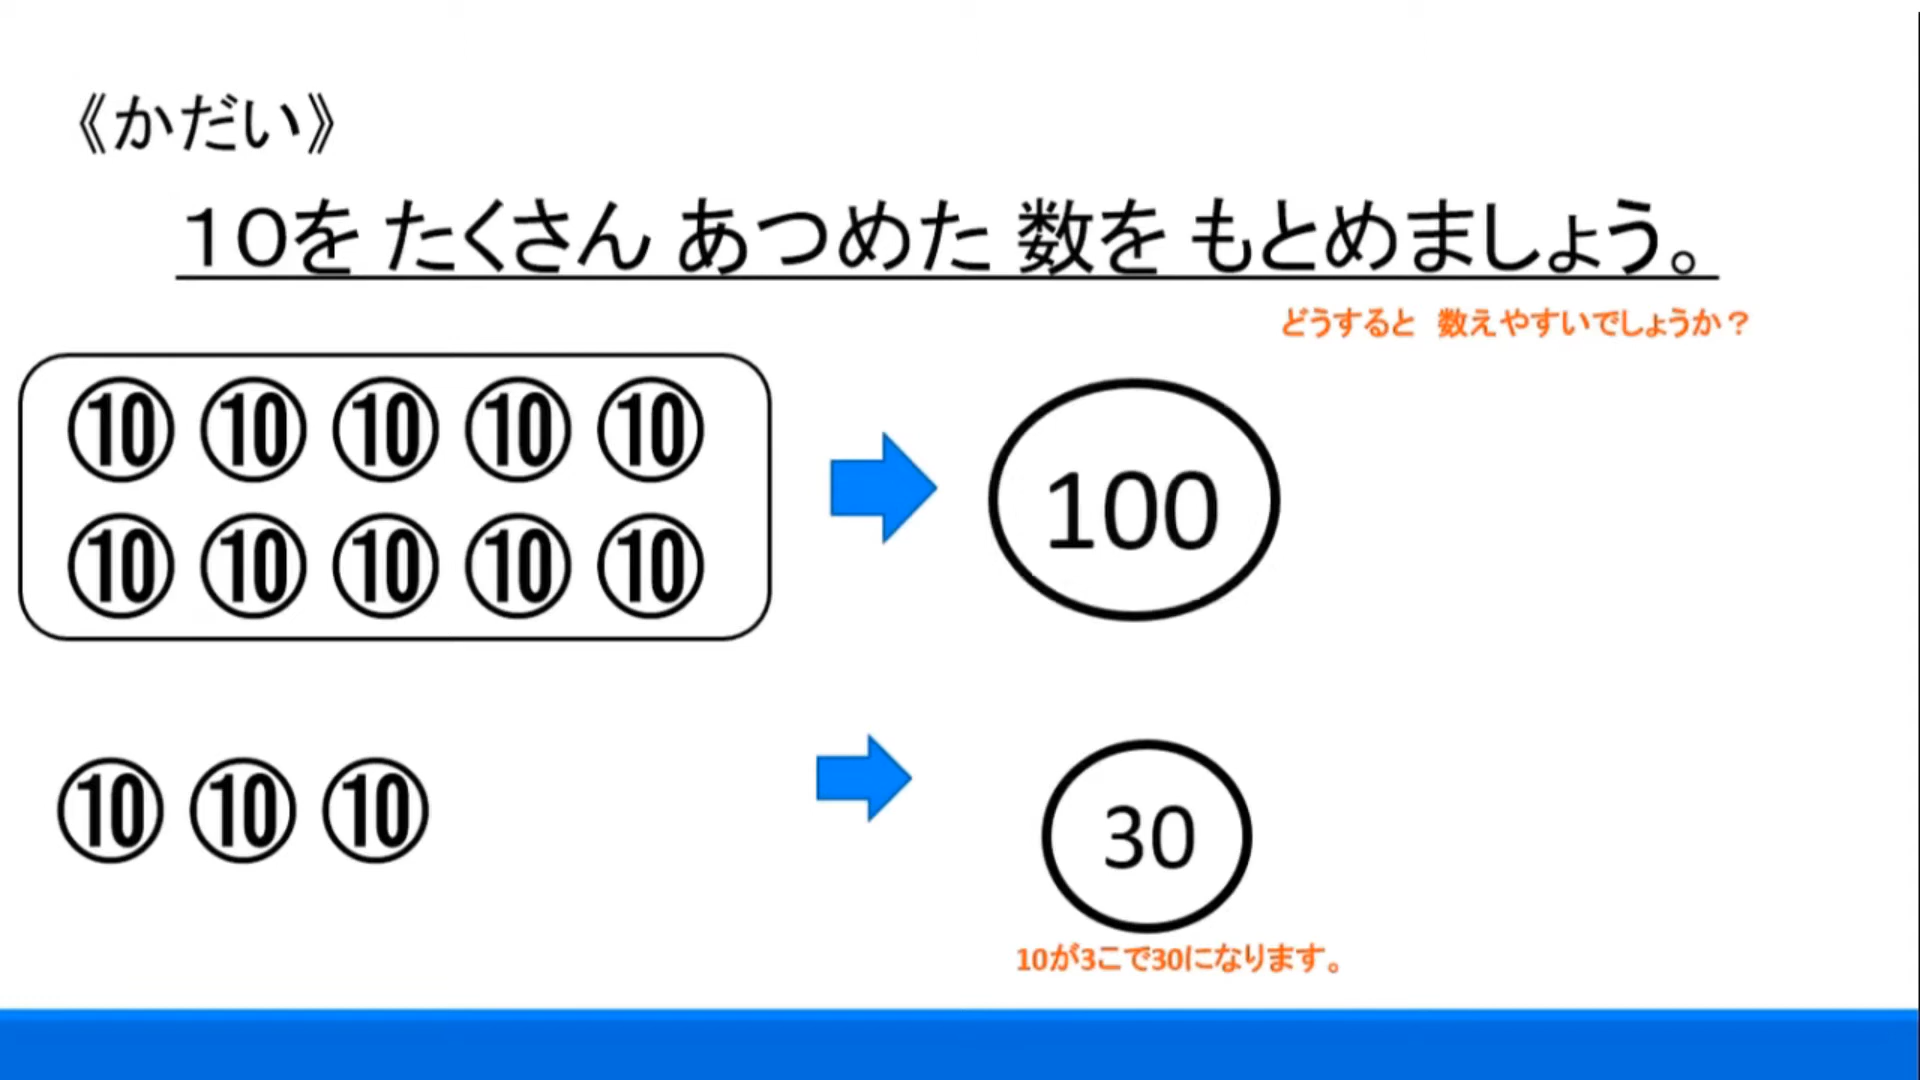 《かだい》
１０を たくさん あつめた 数を もとめましょう。
どうすると　数えやすいでしょうか？
⑩ ⑩ ⑩ ⑩ ⑩
⑩ ⑩ ⑩ ⑩ ⑩
100
⑩ ⑩ ⑩
30
10が3こで30になります。